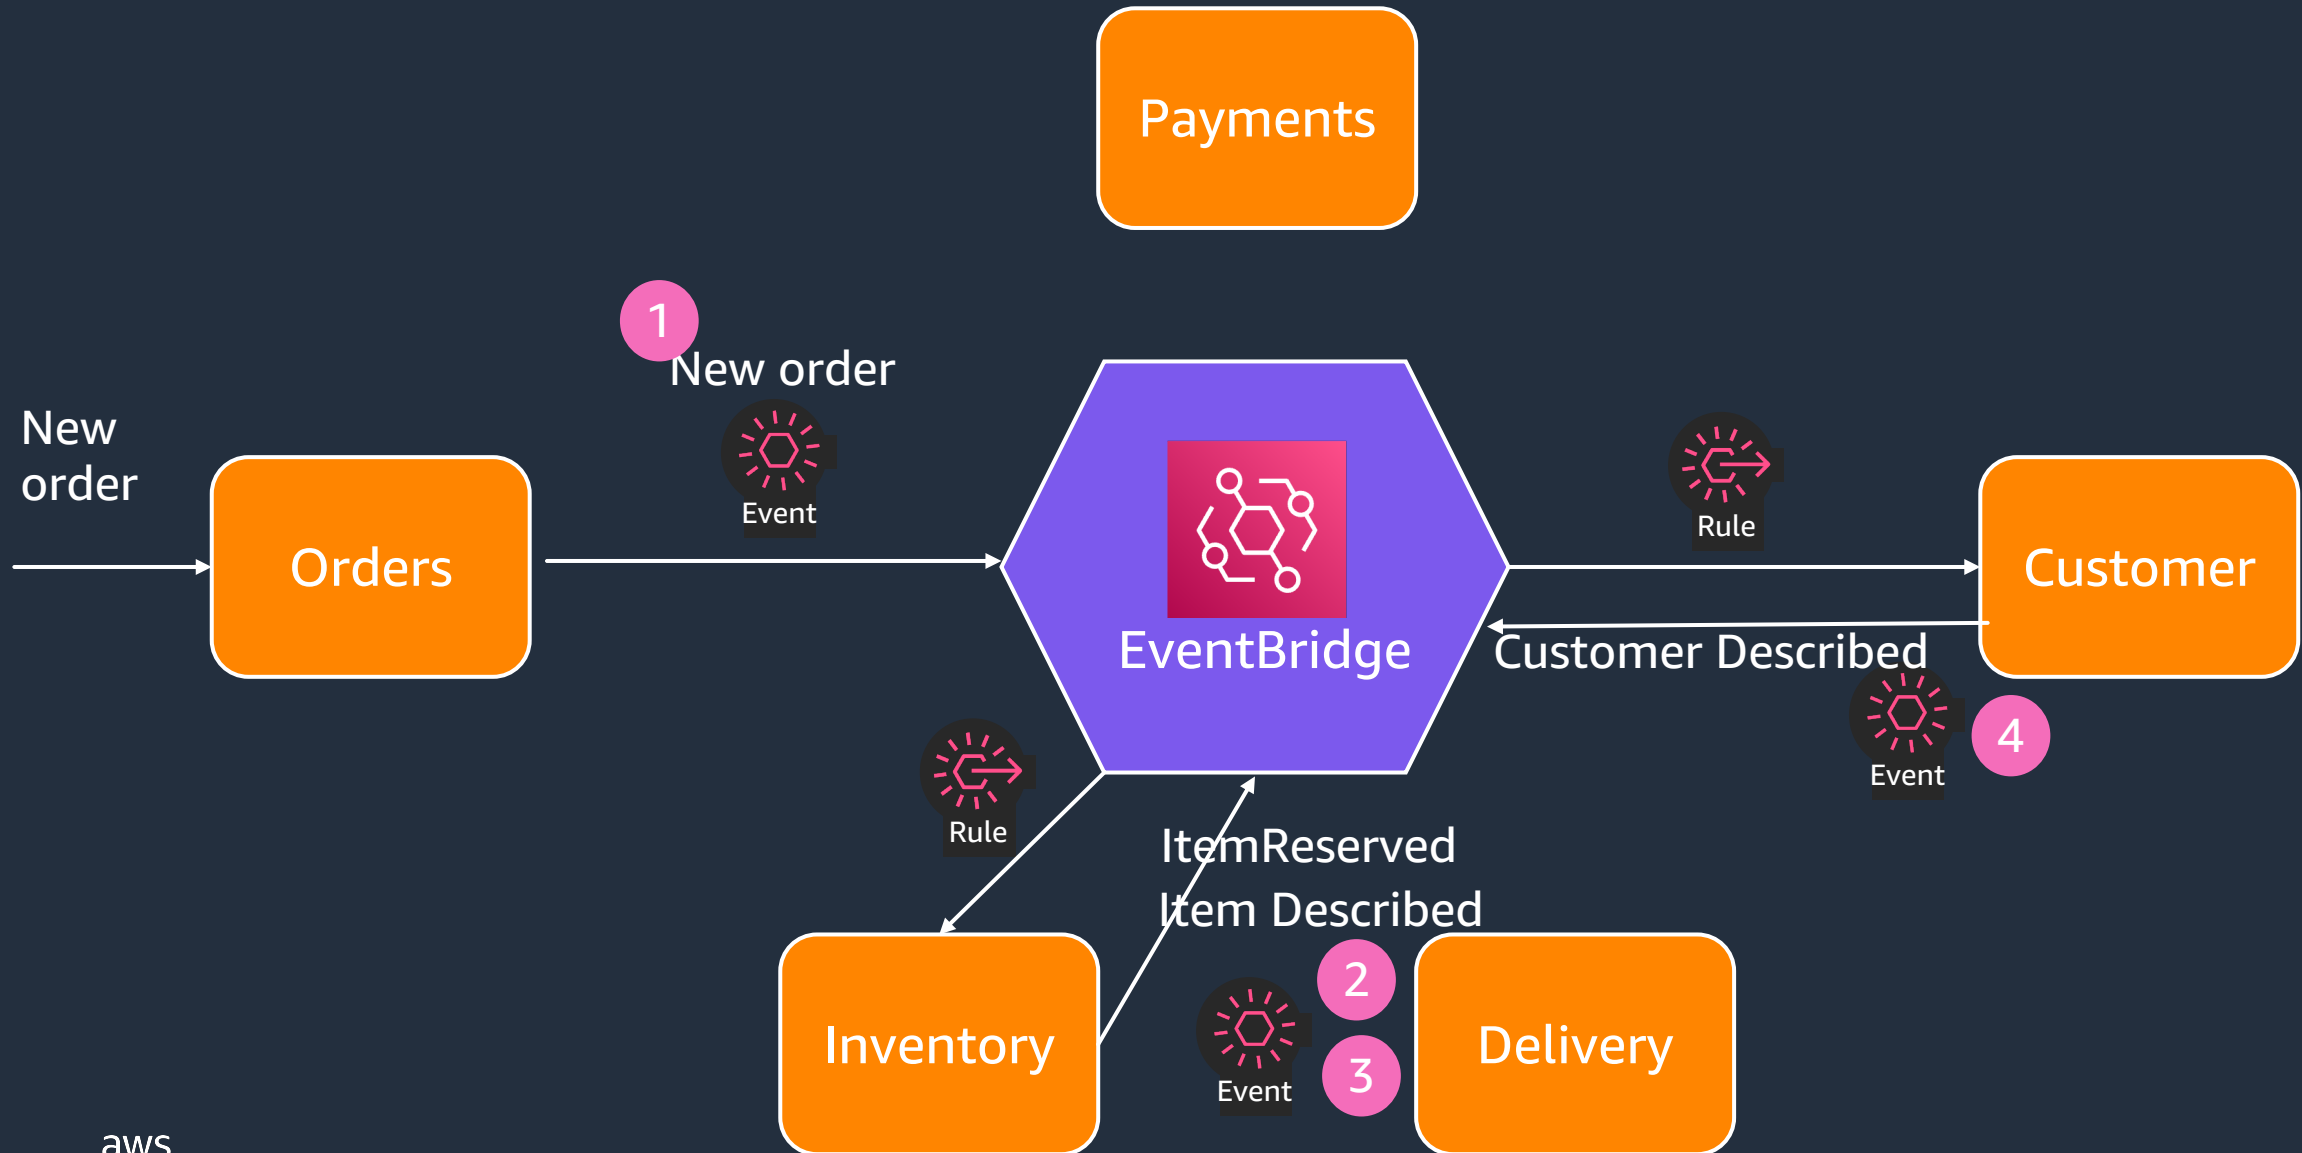 Payments
1
New order
Event
New
order
Orders
EventBridge
Rule
Customer
Customer Described
Event
4
Rule
ItemReserved
Item Described
Inventory
Event
2
3
Delivery
aws